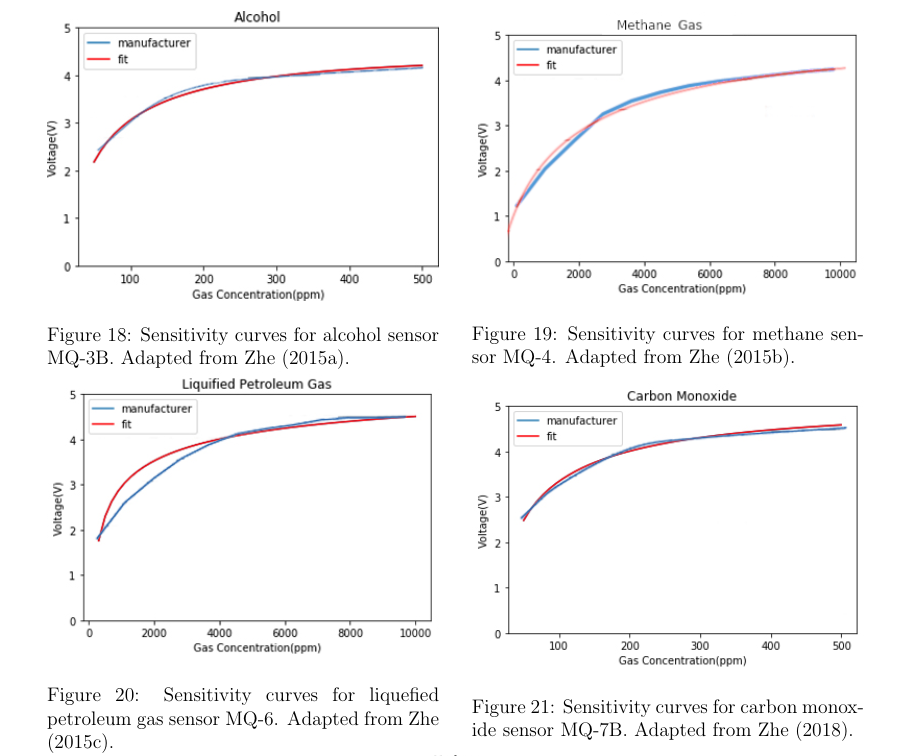 Alcohol
5
4
3
2
1
0
Voltage(V)
manufacturer
fit
100 200 300 400 500
Gas Concentration(ppm)
Figure 18: Sensitivity curves for alcohol sensor
MQ-3B. Adapted from Zhe (2015a).
Methane Gas
5
4
3
2
1
0
Voltage(V)
manufacturer
fit
0 2000 4000 6000 8000 10000
Gas Concentration(ppm)
Figure 19: Sensitivity curves for methane sen-
sor MQ-4. Adapted from Zhe (2015b).
Liquified Petroleum Gas
5
4
3
2
1
0
Voltage(V)
manufacturer
fit
0 2000 4000 6000 8000 10000
Gas Concentration(ppm)
Figure 20: Sensitivity curves for liquefied
petroleum gas sensor MQ-6. Adapted from Zhe
(2015c).
Carbon Monoxide
5
4
3
2
1
0
Voltage(V)
manufacturer
fit
100 200 300 400 500
Gas Concentration(ppm)
Figure 21: Sensitivity curves for carbon monox-
ide sensor MQ-7B. Adapted from Zhe (2018).